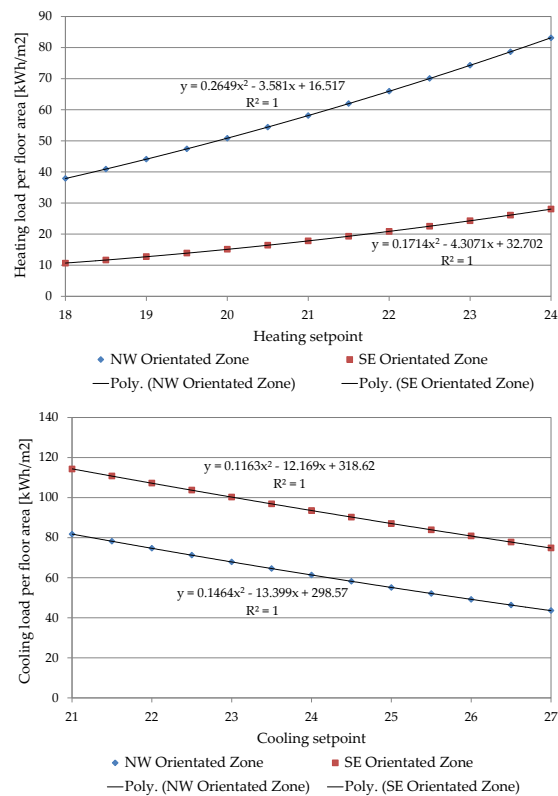 90
80
70
60
50
40
30
20
10
0
Heating load per floor area [kWh/m2]
y = 0.2649x² - 3.581x + 16.517
R² = 1
y = 0.1714x² - 4.3071x + 32.702
R² = 1
18 19 20 21 22 23 24
Heating setpoint
NW Orientated Zone SE Orientated Zone
Poly. (NW Orientated Zone) Poly. (SE Orientated Zone)
140
120
100
80
60
40
20
0
Cooling load per floor area [kWh/m2]
y = 0.1163x² - 12.169x + 318.62
R² = 1
y = 0.1464x² - 13.399x + 298.57
R² = 1
21 22 23 24 25 26 27
Cooling setpoint
NW Orientated Zone SE Orientated Zone
Poly. (NW Orientated Zone) Poly. (SE Orientated Zone)